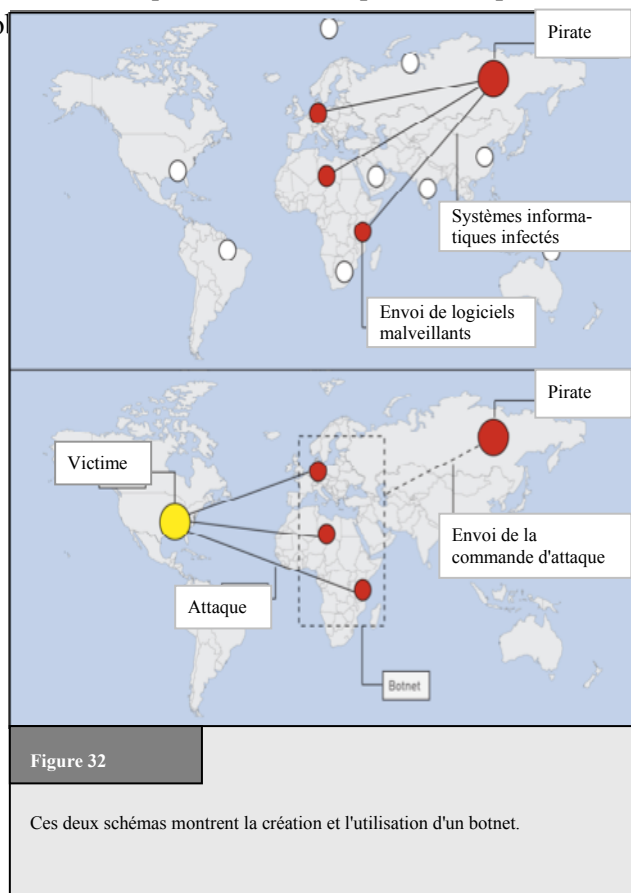 Pirate
Systèmes informa-
tiques infectés
Envoi de logiciels
malveillants
Pirate
Victime
Envoi de la
commande d'attaque
Attaque
Botnet
Figure 32
Ces deux schémas montrent la création et l'utilisation d'un botnet.